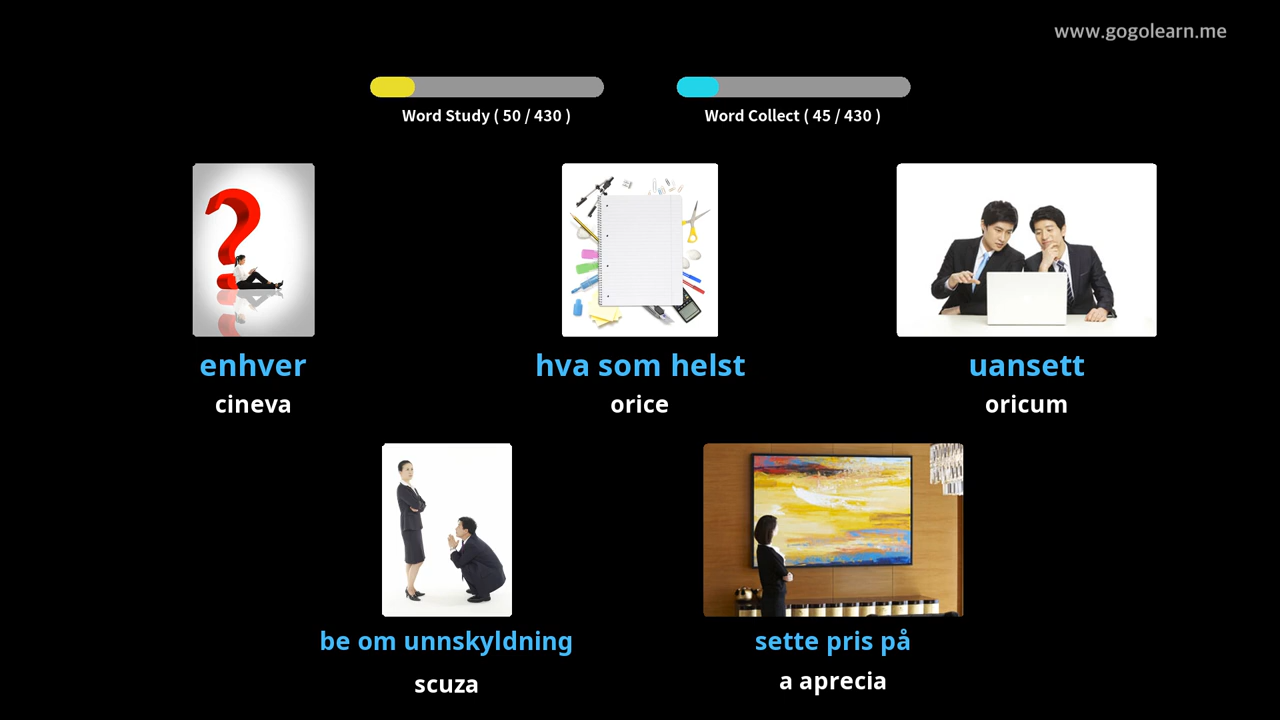 www.gogolearn.me
Word Study ( 50 / 430 )
Word Collect ( 45 / 430 )
enhver
cineva
hva som helst
orice
uansett
oricum
be om unnskyldning
scuza
sette pris på
a aprecia